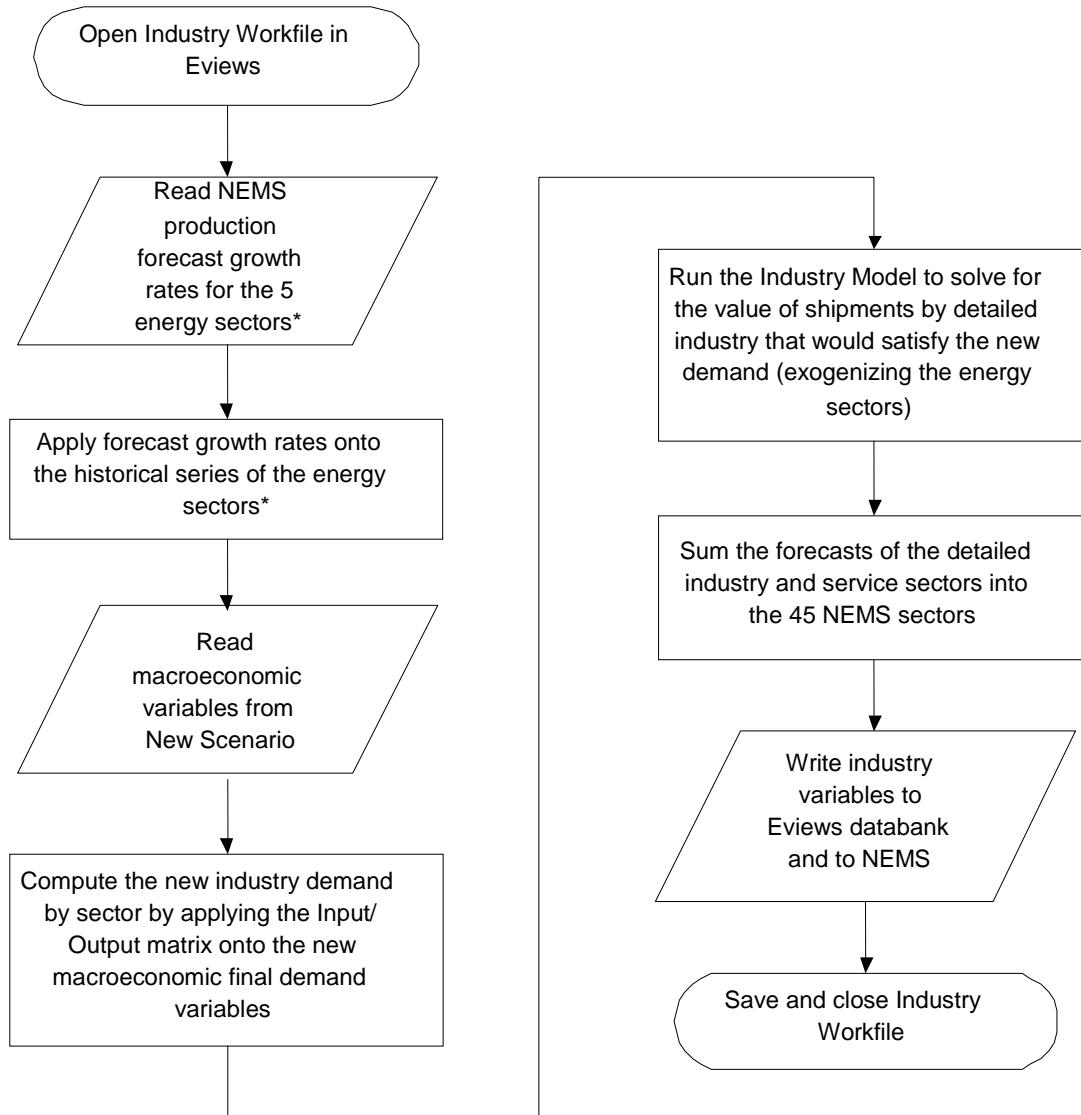 Open Industry Workfile in
Eviews
Read NEMS
production
forecast growth
rates for the 5
energy sectors*
Apply forecast growth rates onto
the historical series of the energy
sectors*
Read
macroeconomic
variables from
New Scenario
Compute the new industry demand
by sector by applying the Input/
Output matrix onto the new
macroeconomic final demand
variables
Run the Industry Model to solve for
the value of shipments by detailed
industry that would satisfy the new
demand (exogenizing the energy
sectors)
Sum the forecasts of the detailed
industry and service sectors into
the 45 NEMS sectors
Write industry
variables to
Eviews databank
and to NEMS
Save and close Industry
Workfile